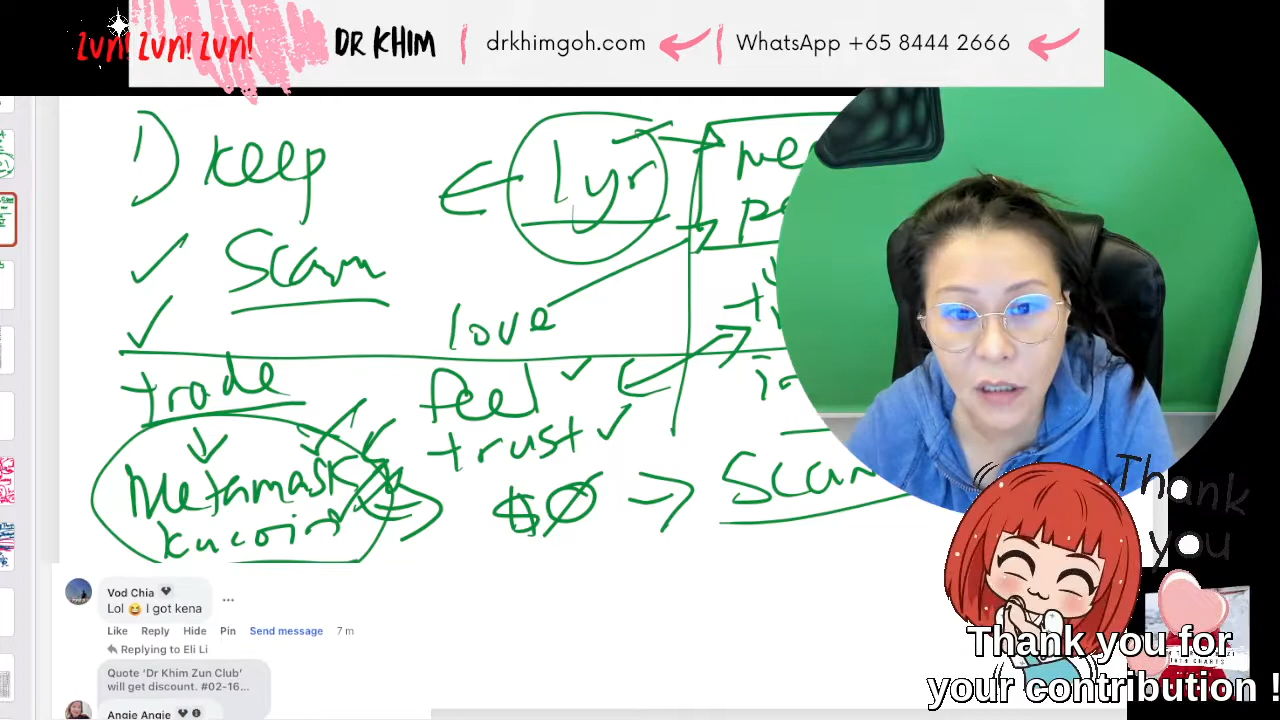 Zun! Zun! Zun!
DR KHIM
drkhimgoh.com
WhatsApp +65 8444 2666
1) keep
1yr
✓ Scam
✓
love
trade
feel ✓
trust ✓
Metamask
kucoin
$0 → Scam
Thank you
Vod Chia
Lol 😆 I got kena
Like Reply Hide Pin Send message 7 m
Replying to Eli Li
Quote 'Dr Khim Zun Club'
will get discount. #02-16...
Angie Angie
Thank you for
your contribution !